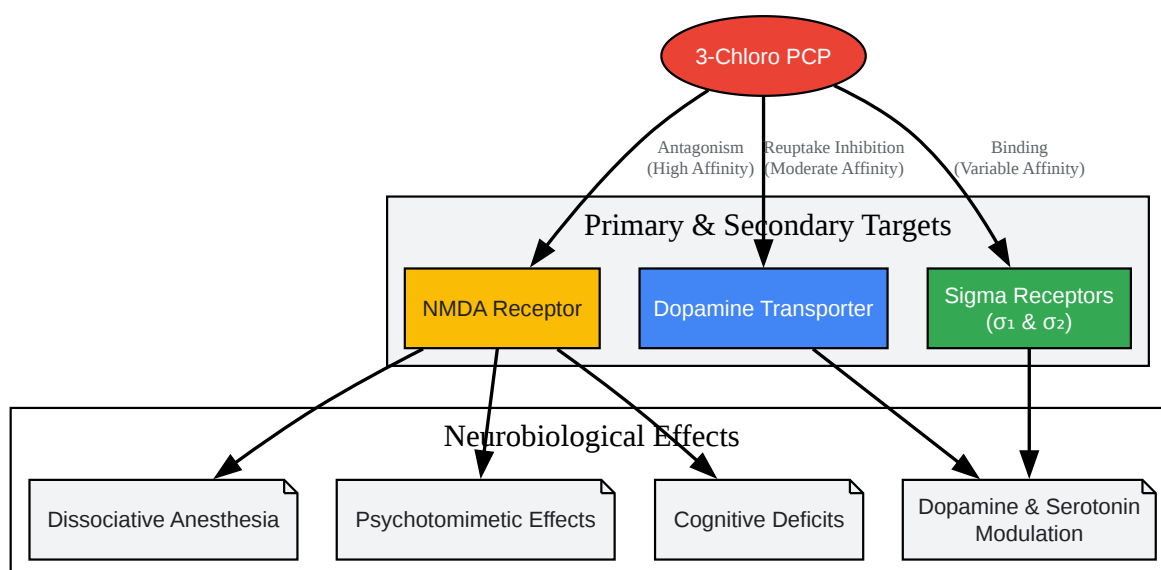 3-Chloro PCP
Antagonism
(High Affinity)
Reuptake Inhibition
(Moderate Affinity)
Binding
(Variable Affinity)
Primary & Secondary Targets
NMDA Receptor
Dopamine Transporter
Sigma Receptors
(σ₁ & σ₂)
Neurobiological Effects
Dissociative Anesthesia
Psychotomimetic Effects
Cognitive Deficits
Dopamine & Serotonin
Modulation